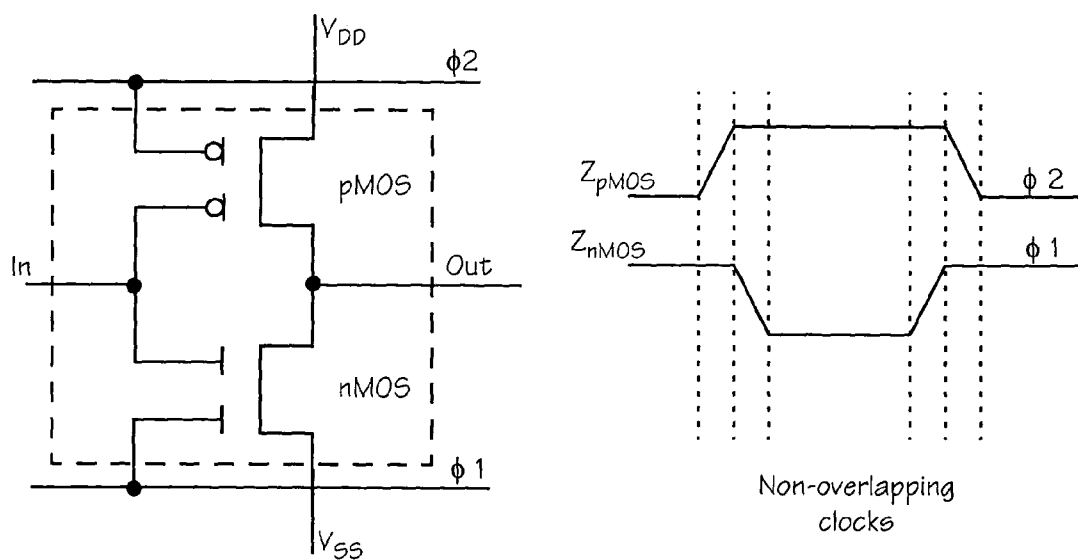 V_DD
ϕ2
pMOS
In
Out
nMOS
ϕ1
V_SS
Z_pMOS
ϕ 2
Z_nMOS
ϕ 1
Non-overlapping
clocks